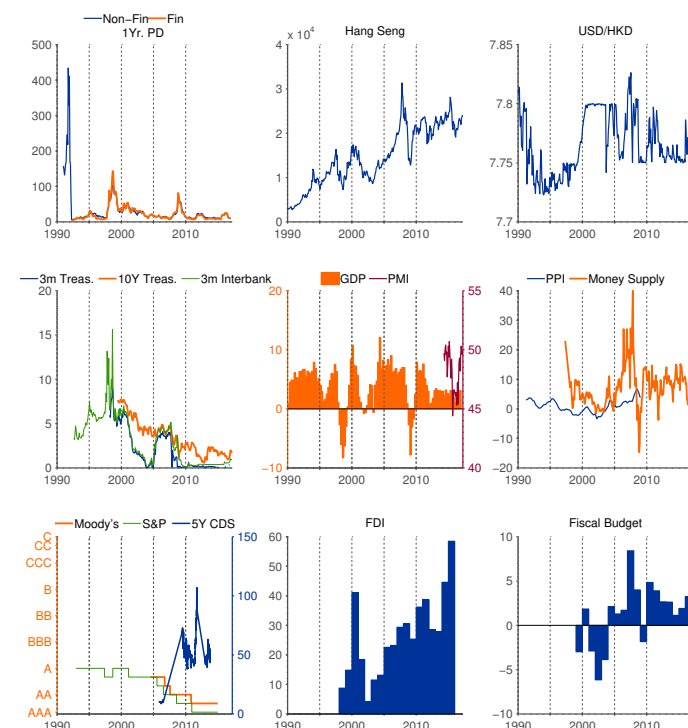 Non−Fin Fin
1Yr. PD
500
400
300
200
100
0
1990 2000 2010
Hang Seng
x 10^4
4
3
2
1
0
1990 2000 2010
USD/HKD
7.85
7.8
7.75
7.7
1990 2000 2010
3m Treas. 10Y Treas. 3m Interbank
20
15
10
5
0
1990 2000 2010
GDP PMI
20
10
0
−10
55
50
45
40
1990 2000 2010
PPI Money Supply
40
30
20
10
0
−10
−20
1990 2000 2010
Moody's S&P 5Y CDS
C
CC
CCC
B
BB
BBB
A
AA
AAA
150
100
50
0
1990 2000 2010
FDI
60
50
40
30
20
10
0
1990 2000 2010
Fiscal Budget
10
5
0
−5
−10
1990 2000 2010